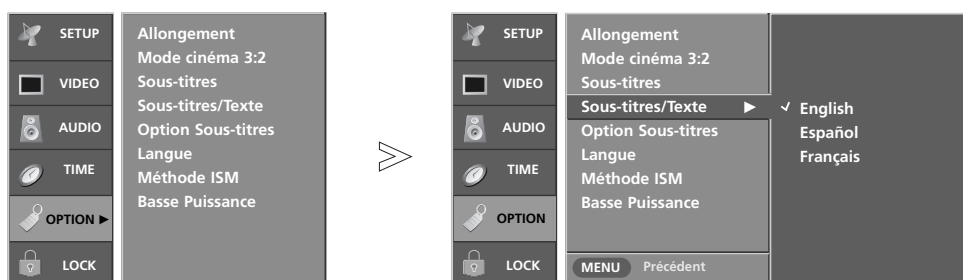 SETUP
VIDEO
AUDIO
TIME
OPTION ►
LOCK
Allongement
Mode cinéma 3:2
Sous-titres
Sous-titres/Texte
Option Sous-titres
Langue
Méthode ISM
Basse Puissance
SETUP
VIDEO
AUDIO
TIME
OPTION
LOCK
Allongement
Mode cinéma 3:2
Sous-titres
Sous-titres/Texte ►
Option Sous-titres
Langue
Méthode ISM
Basse Puissance
MENU Précédent
✓ English
Español
Français